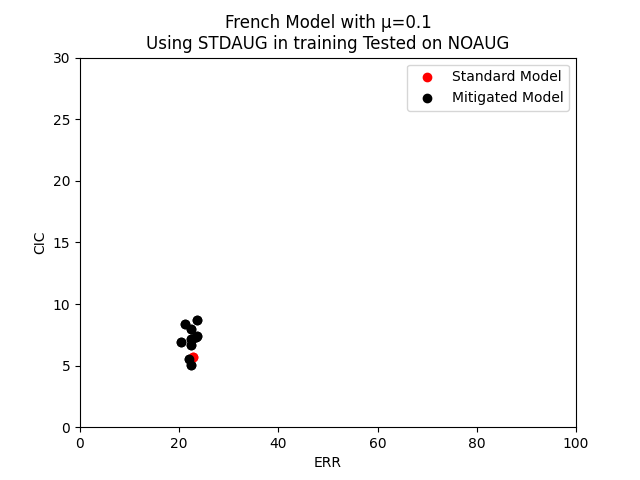 French Model with μ=0.1
Using STDAUG in training Tested on NOAUG
Standard Model
Mitigated Model
30
25
20
15
10
5
0
CIC
0 20 40 60 80 100
ERR